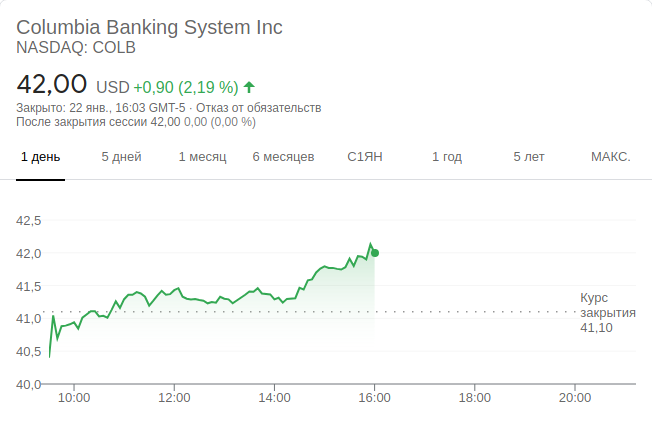 Columbia Banking System Inc
NASDAQ: COLB
42,00 USD +0,90 (2,19 %)
Закрыто: 22 янв., 16:03 GMT-5 · Отказ от обязательств
После закрытия сессии 42,00 0,00 (0,00 %)
1 день 5 дней 1 месяц 6 месяцев С1ЯН 1 год 5 лет МАКС.
42,5
42,0
41,5
Курс
закрытия
41,10
41,0
40,5
40,0
10:00 12:00 14:00 16:00 18:00 20:00